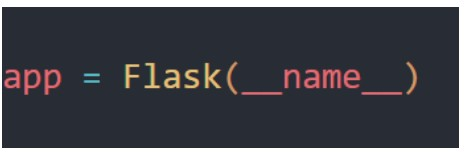 app = Flask(__name__)